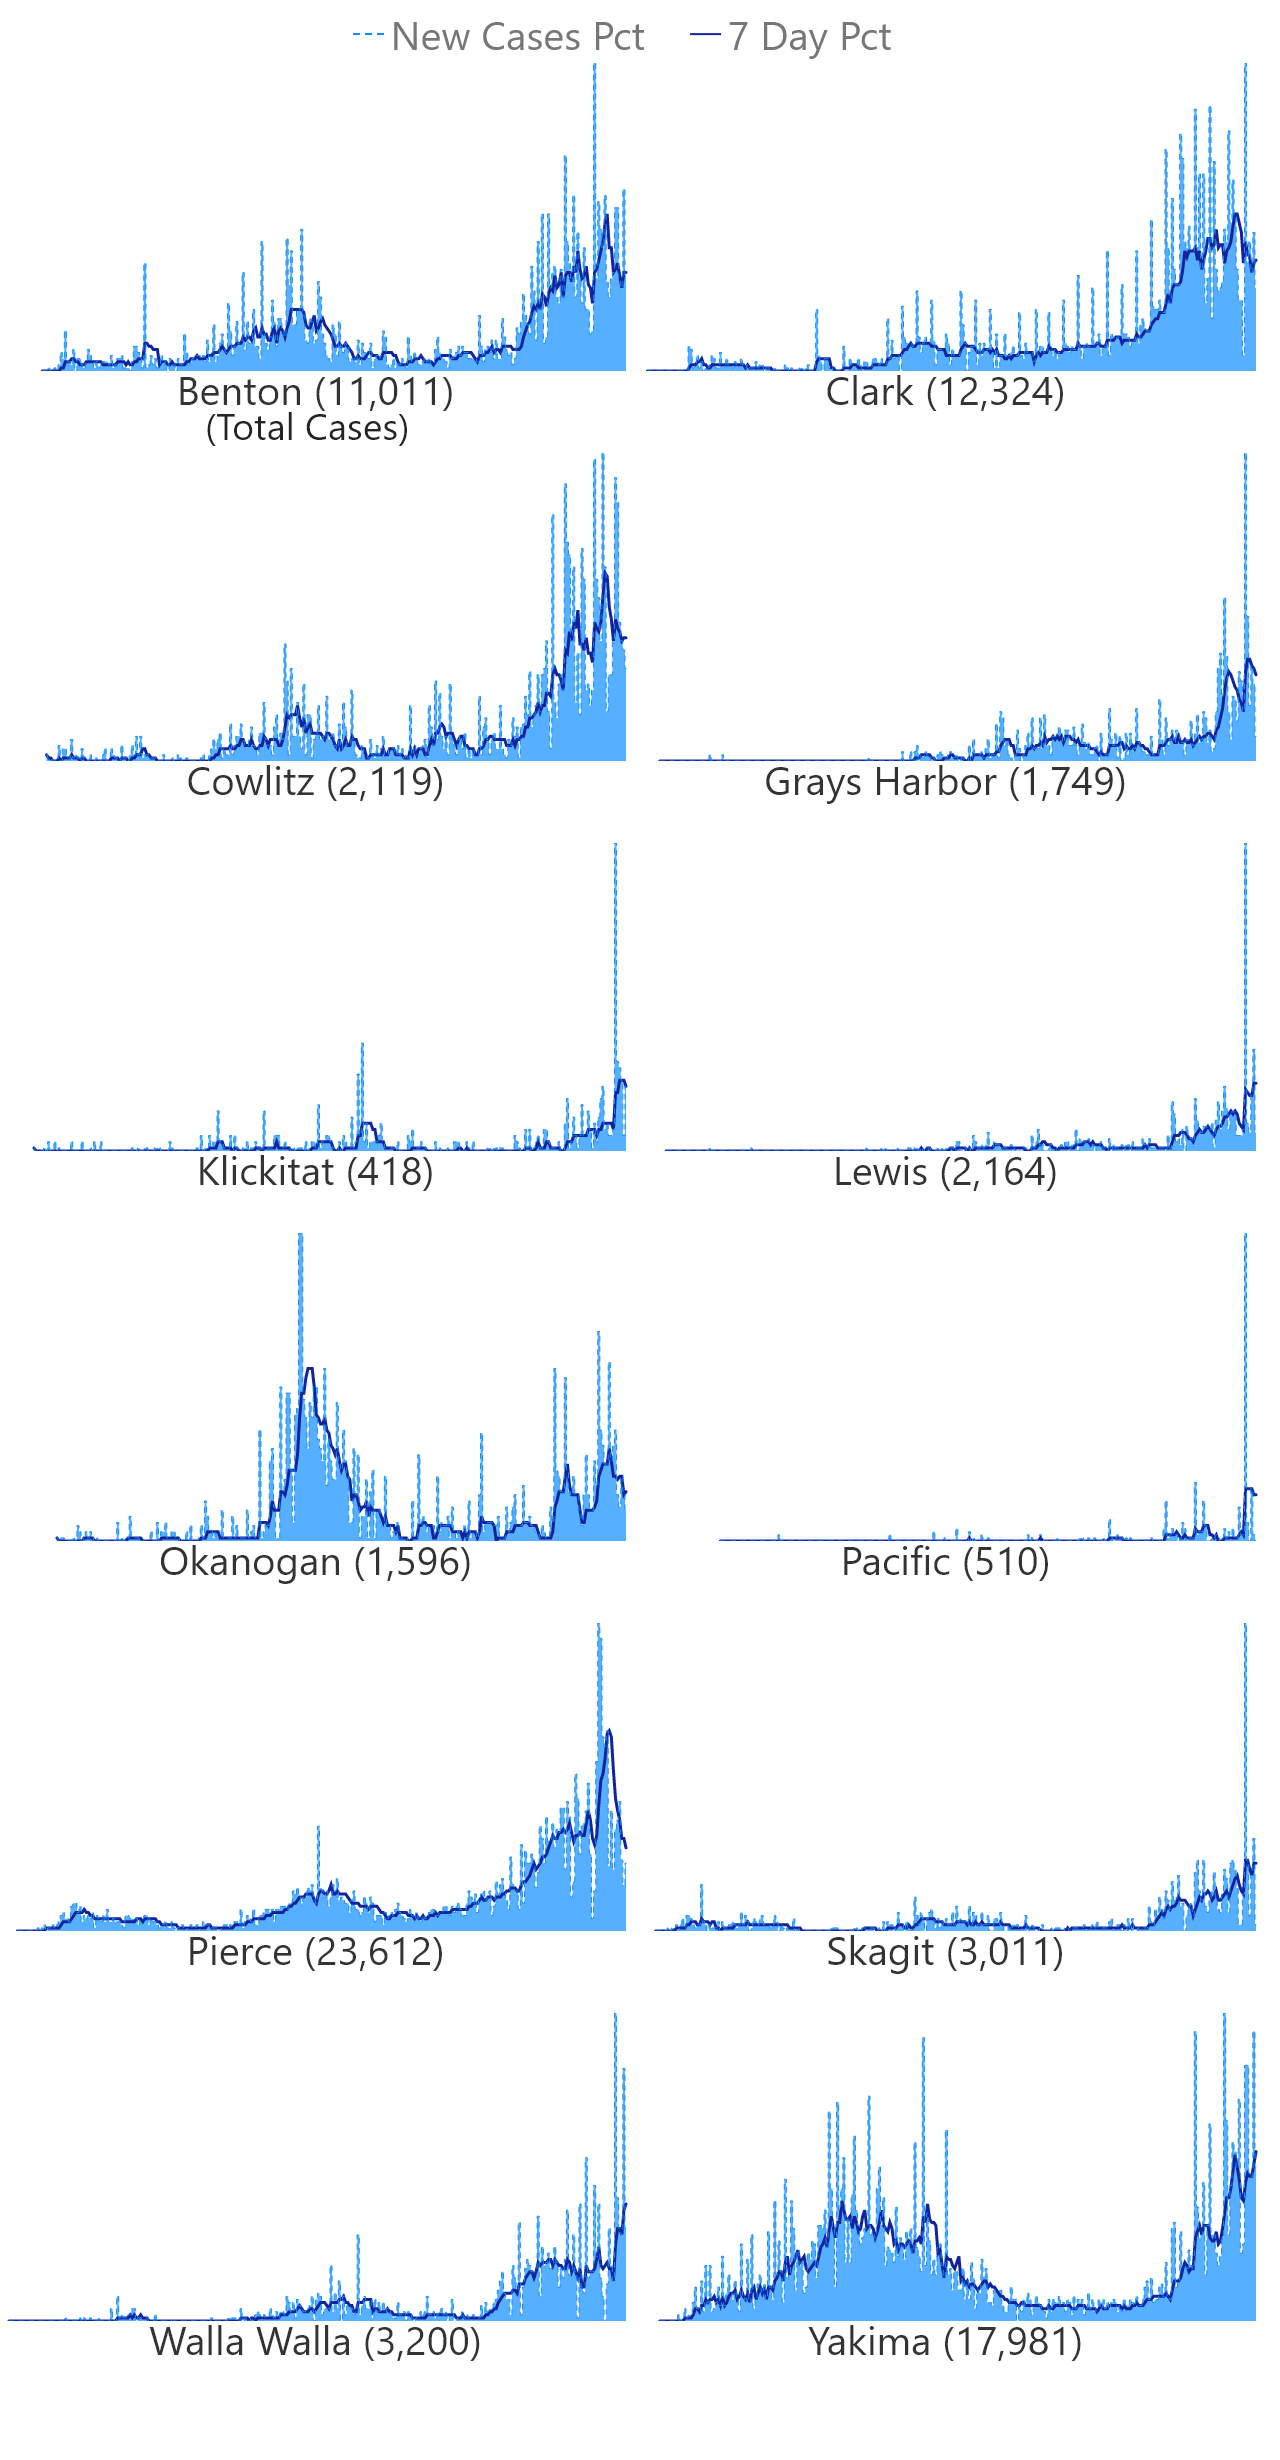 New Cases Pct 7 Day Pct
Benton (11,011) Clark (12,324)
(Total Cases)
Cowlitz (2,119) Grays Harbor (1,749)
Klickitat (418) Lewis (2,164)
Okanogan (1,596) Pacific (510)
Pierce (23,612) Skagit (3,011)
Walla Walla (3,200) Yakima (17,981)